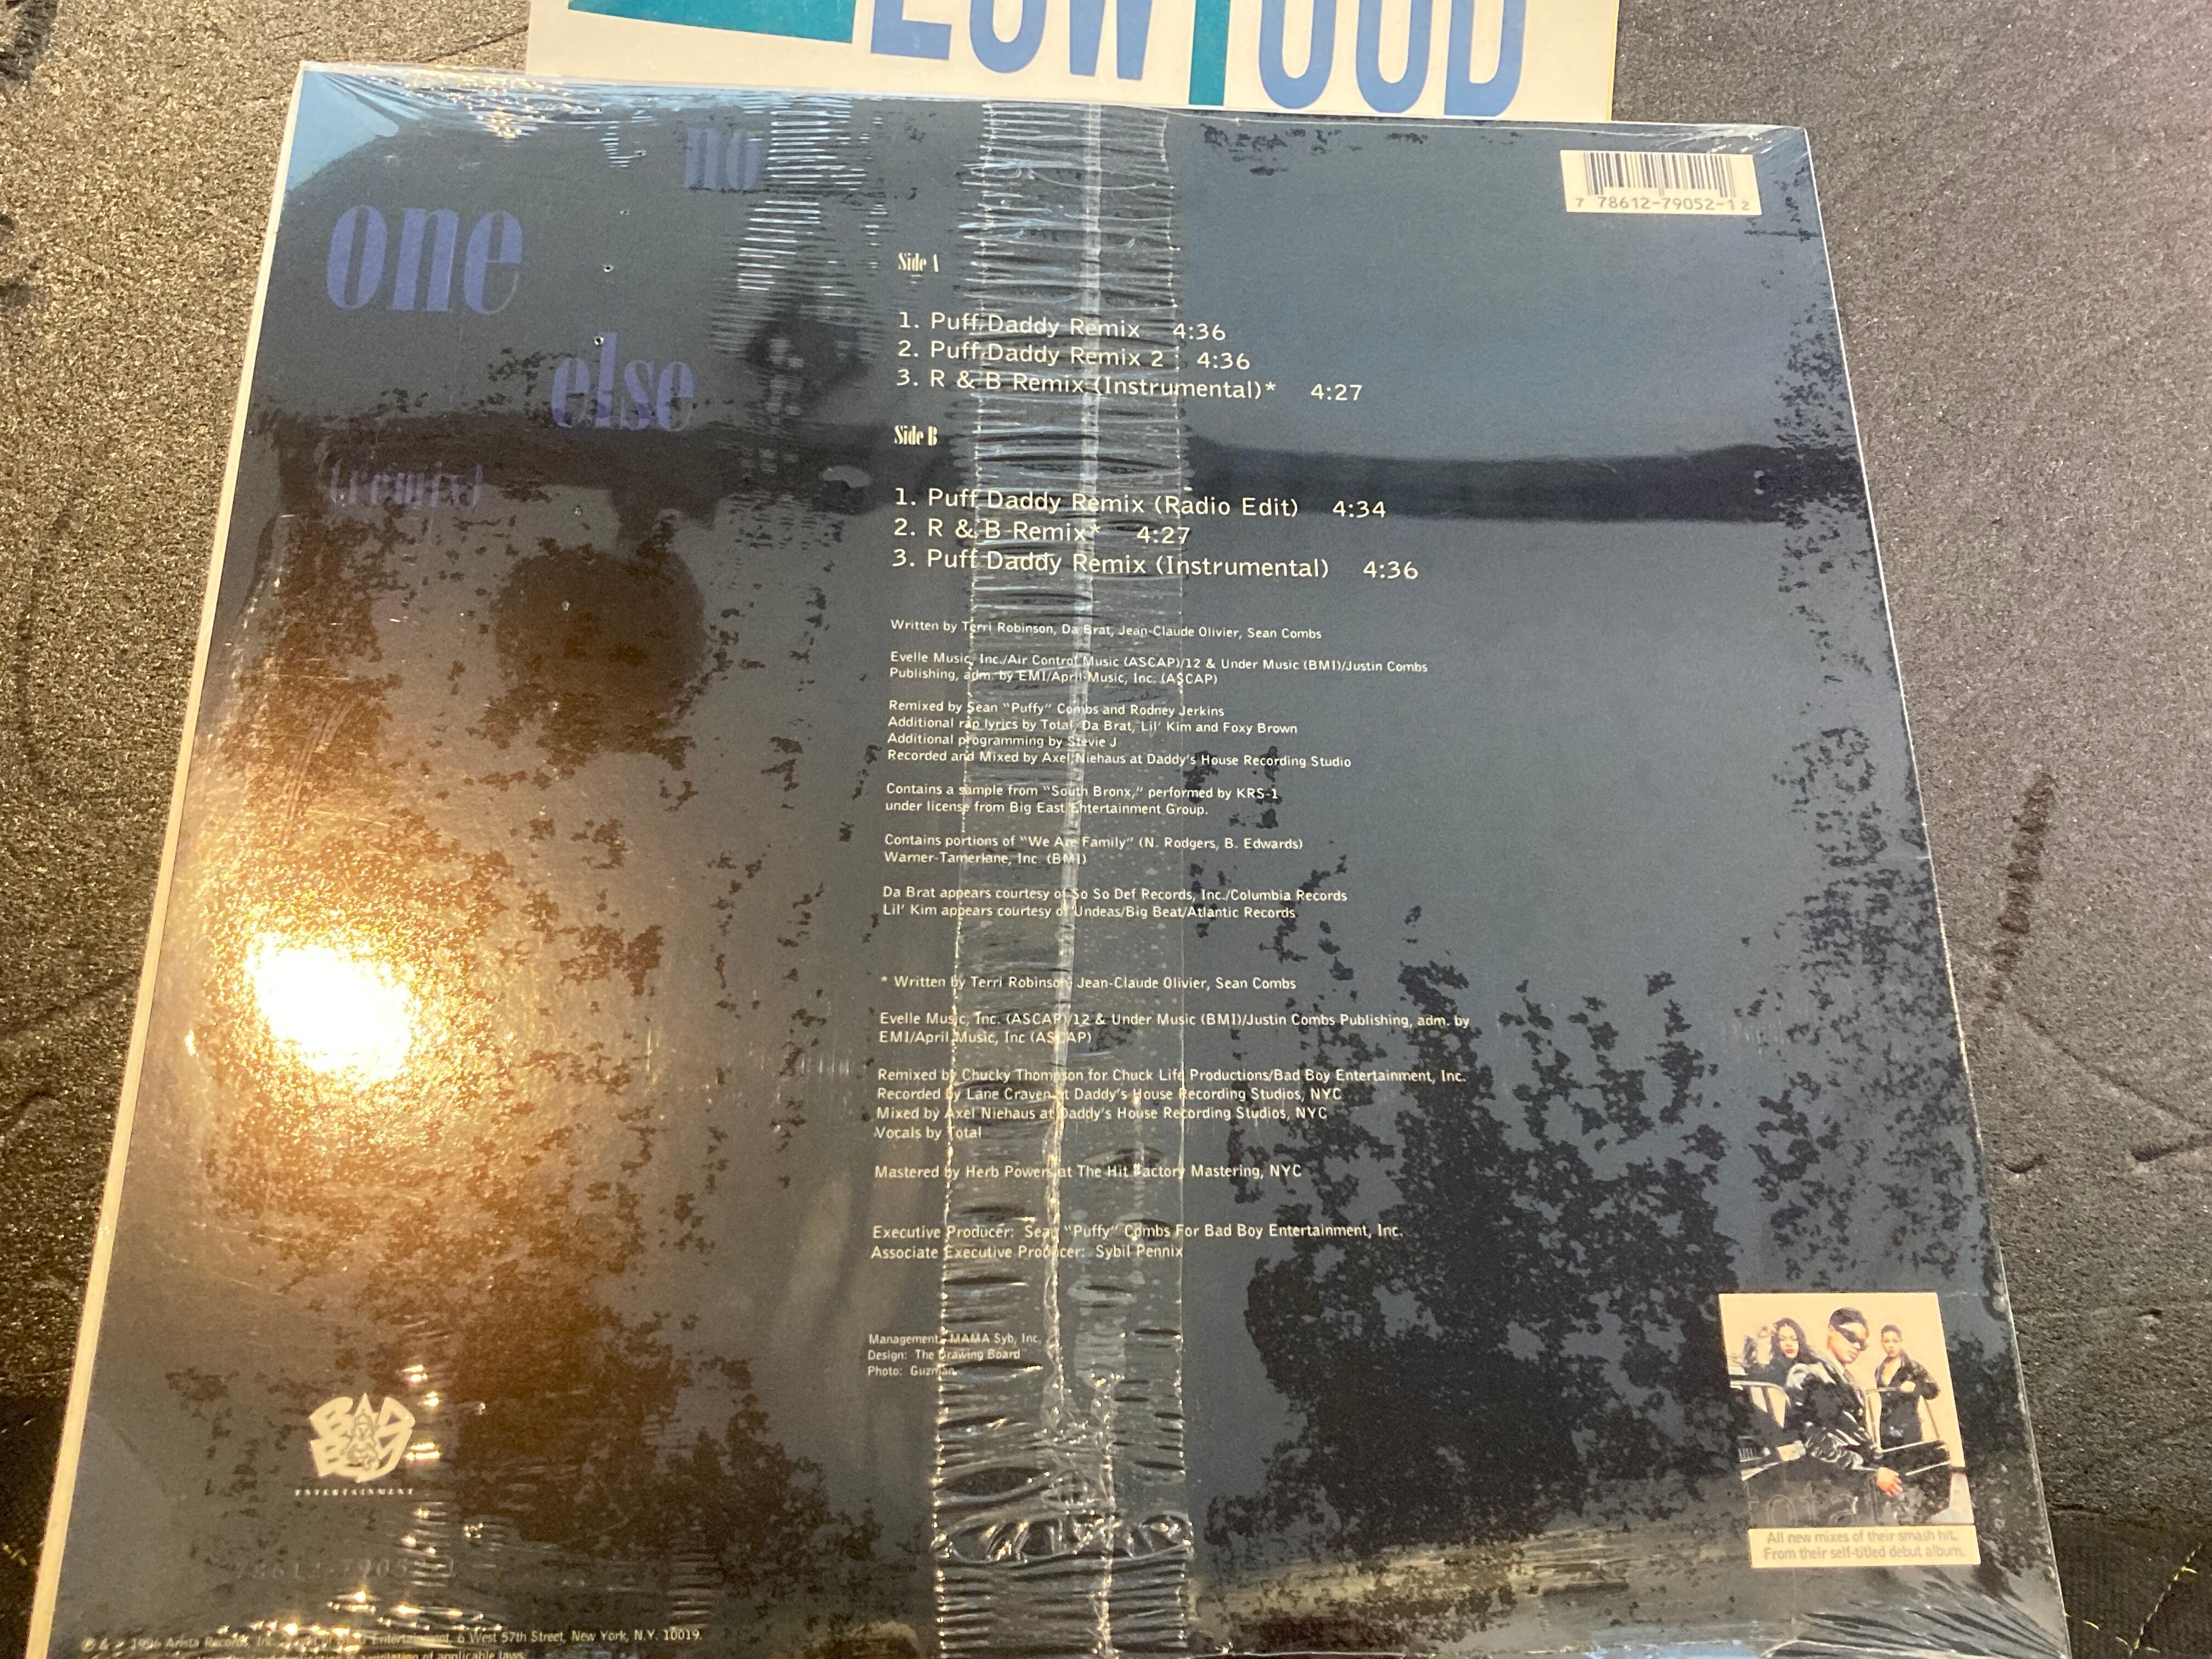 no
one
else
(remix)
7 78612-79052-1 2
Side A
1. Puff Daddy Remix 4:36
2. Puff Daddy Remix 2 4:36
3. R & B Remix (Instrumental)* 4:27
Side B
1. Puff Daddy Remix (Radio Edit) 4:34
2. R & B Remix* 4:27
3. Puff Daddy Remix (Instrumental) 4:36
Written by Terri Robinson, Da Brat, Jean-Claude Olivier, Sean Combs
Evelle Music, Inc./Air Control Music (ASCAP)/12 & Under Music (BMI)/Justin Combs
Publishing, adm. by EMI/April Music, Inc. (ASCAP)
Remixed by Sean "Puffy" Combs and Rodney Jerkins
Additional rap lyrics by Total, Da Brat, Lil' Kim and Foxy Brown
Additional programming by Stevie J
Recorded and Mixed by Axel Niehaus at Daddy's House Recording Studio
Contains a sample from "South Bronx," performed by KRS-1
under license from Big East Entertainment Group.
Contains portions of "We Are Family" (N. Rodgers, B. Edwards)
Warner-Tamerlane, Inc. (BMI)
Da Brat appears courtesy of So So Def Records, Inc./Columbia Records
Lil' Kim appears courtesy of Undeas/Big Beat/Atlantic Records
* Written by Terri Robinson, Jean-Claude Olivier, Sean Combs
Evelle Music, Inc. (ASCAP)/12 & Under Music (BMI)/Justin Combs Publishing, adm. by
EMI/April Music, Inc (ASCAP)
Remixed by Chucky Thompson for Chuck Life Productions/Bad Boy Entertainment, Inc.
Recorded by Lane Craven at Daddy's House Recording Studios, NYC
Mixed by Axel Niehaus at Daddy's House Recording Studios, NYC
Vocals by Total
Mastered by Herb Powers at The Hit Factory Mastering, NYC
Executive Producer: Sean "Puffy" Combs For Bad Boy Entertainment, Inc.
Associate Executive Producer: Sybil Pennix
Management: MAMA Syb, Inc.
Design: The Drawing Board
Photo: Guzman
BAD
BOY
ENTERTAINMENT
total
All new mixes of their smash hit.
From their self-titled debut album.
1996 Arista Records, Inc. Entertainment, 6 West 57th Street, New York, N.Y. 10019.
of applicable laws.